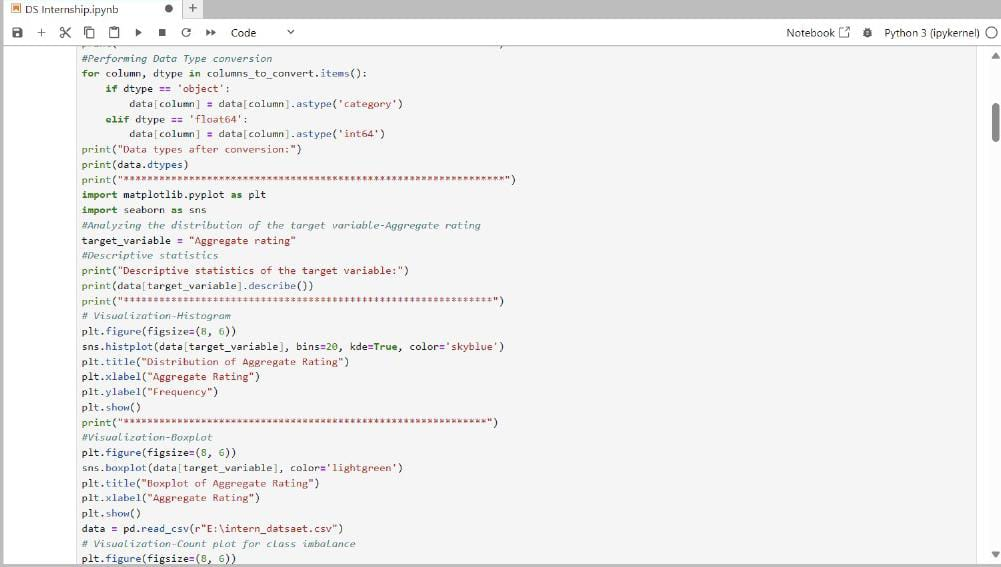 DS Internship.ipynb
Code
Notebook
Python 3 (ipykernel)
#Performing Data Type conversion
for column, dtype in columns_to_convert.items():
    if dtype == 'object':
        data[column] = data[column].astype('category')
    elif dtype == 'float64':
        data[column] = data[column].astype('int64')
print("Data types after conversion:")
print(data.dtypes)
print("****************************************************************")
import matplotlib.pyplot as plt
import seaborn as sns
#Analyzing the distribution of the target variable-Aggregate rating
target_variable = "Aggregate rating"
#Descriptive statistics
print("Descriptive statistics of the target variable:")
print(data[target_variable].describe())
print("**************************************************************")
# Visualization-Histogram
plt.figure(figsize=(8, 6))
sns.histplot(data[target_variable], bins=20, kde=True, color='skyblue')
plt.title("Distribution of Aggregate Rating")
plt.xlabel("Aggregate Rating")
plt.ylabel("Frequency")
plt.show()
print("*************************************************************")
#Visualization-Boxplot
plt.figure(figsize=(8, 6))
sns.boxplot(data[target_variable], color='lightgreen')
plt.title("Boxplot of Aggregate Rating")
plt.xlabel("Aggregate Rating")
plt.show()
data = pd.read_csv(r"E:\intern_datsaet.csv")
# Visualization-Count plot for class imbalance
plt.figure(figsize=(8, 6))